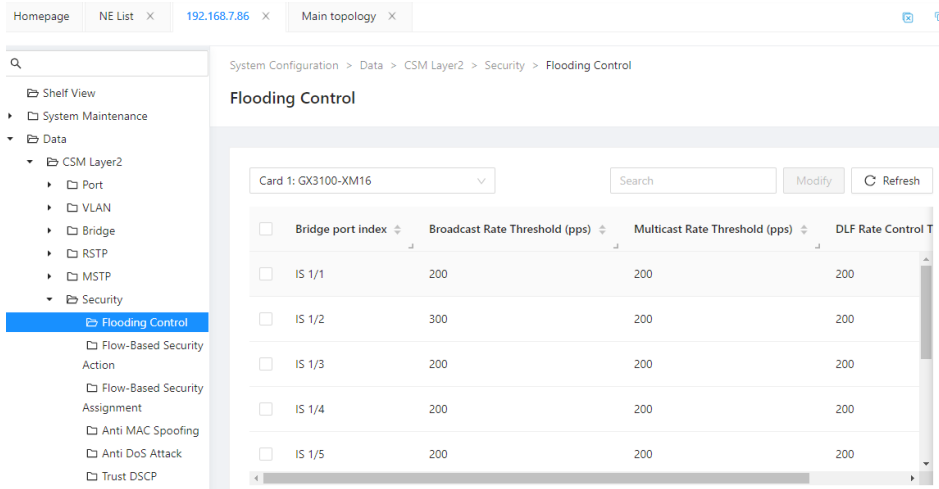 Homepage
NE List
192.168.7.86
Main topology
System Configuration > Data > CSM Layer2 > Security > Flooding Control
Flooding Control
Shelf View
System Maintenance
Data
CSM Layer2
Port
VLAN
Bridge
RSTP
MSTP
Security
Flooding Control
Flow-Based Security
Action
Flow-Based Security
Assignment
Anti MAC Spoofing
Anti DoS Attack
Trust DSCP
Card 1: GX3100-XM16
Search
Modify
Refresh
Bridge port index Broadcast Rate Threshold (pps) Multicast Rate Threshold (pps) DLF Rate Control T
IS 1/1 200 200 200
IS 1/2 300 200 200
IS 1/3 200 200 200
IS 1/4 200 200 200
IS 1/5 200 200 200